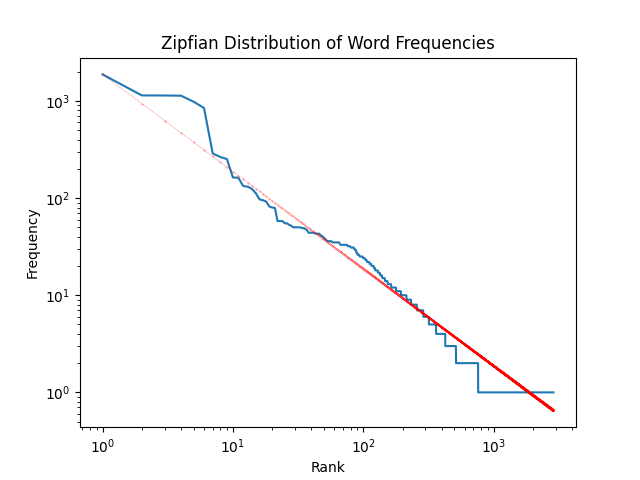 Zipfian Distribution of Word Frequencies
Frequency
10³
10²
10¹
10⁰
10⁰ 10¹ 10² 10³
Rank